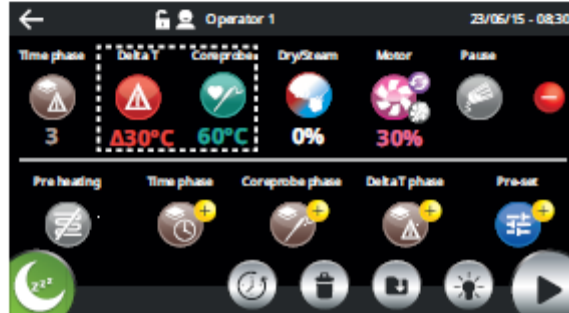 Operator 1 23/06/15 - 08:30
Time phase Delta T Coreprobe Dry/Steam Motor Pause
3 Δ30°C 60°C 0% 30%
Pre heating Time phase Coreprobe phase Delta T phase Pre-set
zzz